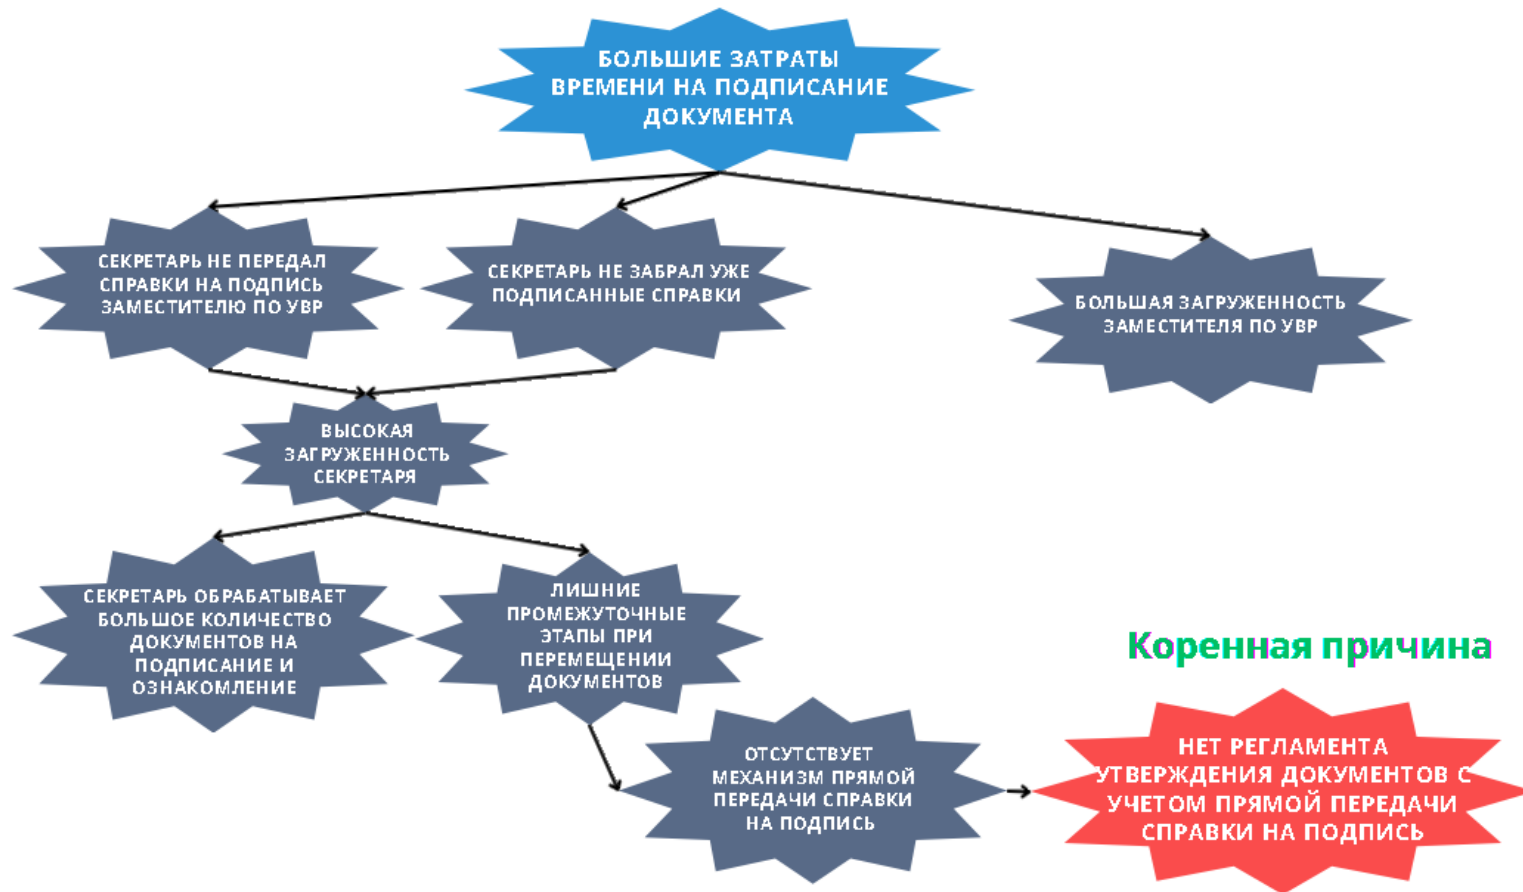 БОЛЬШИЕ ЗАТРАТЫ
ВРЕМЕНИ НА ПОДПИСАНИЕ
ДОКУМЕНТА
СЕКРЕТАРЬ НЕ ПЕРЕДАЛ
СПРАВКИ НА ПОДПИСЬ
ЗАМЕСТИТЕЛЮ ПО УВР
СЕКРЕТАРЬ НЕ ЗАБРАЛ УЖЕ
ПОДПИСАННЫЕ СПРАВКИ
БОЛЬШАЯ ЗАГРУЖЕННОСТЬ
ЗАМЕСТИТЕЛЯ ПО УВР
ВЫСОКАЯ
ЗАГРУЖЕННОСТЬ
СЕКРЕТАРЯ
СЕКРЕТАРЬ ОБРАБАТЫВАЕТ
БОЛЬШОЕ КОЛИЧЕСТВО
ДОКУМЕНТОВ НА
ПОДПИСАНИЕ И
ОЗНАКОМЛЕНИЕ
ЛИШНИЕ
ПРОМЕЖУТОЧНЫЕ
ЭТАПЫ ПРИ
ПЕРЕМЕЩЕНИИ
ДОКУМЕНТОВ
ОТСУТСТВУЕТ
МЕХАНИЗМ ПРЯМОЙ
ПЕРЕДАЧИ СПРАВКИ
НА ПОДПИСЬ
Коренная причина
НЕТ РЕГЛАМЕНТА
УТВЕРЖДЕНИЯ ДОКУМЕНТОВ С
УЧЕТОМ ПРЯМОЙ ПЕРЕДАЧИ
СПРАВКИ НА ПОДПИСЬ